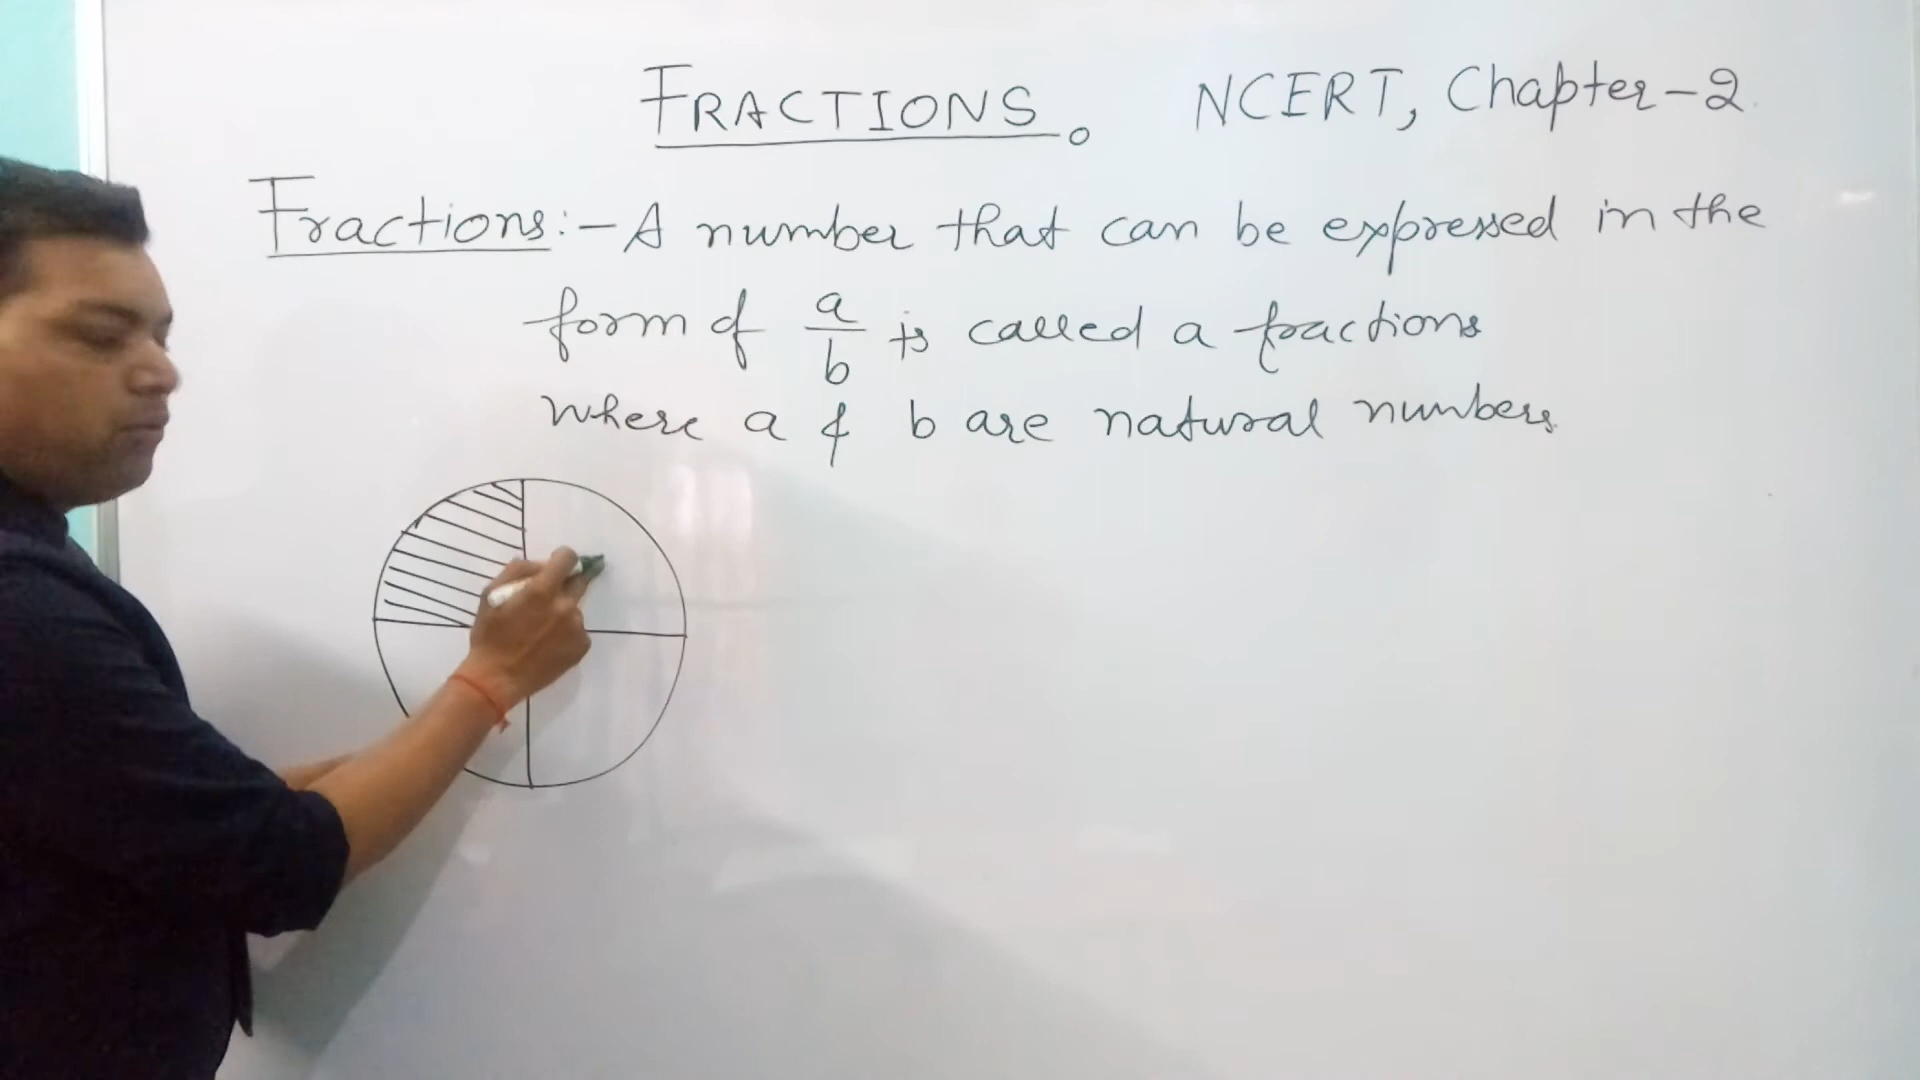 FRACTIONS. NCERT, Chapter-2
Fractions:- A number that can be expressed in the
form of a/b is called a fractions
where a & b are natural numbers.